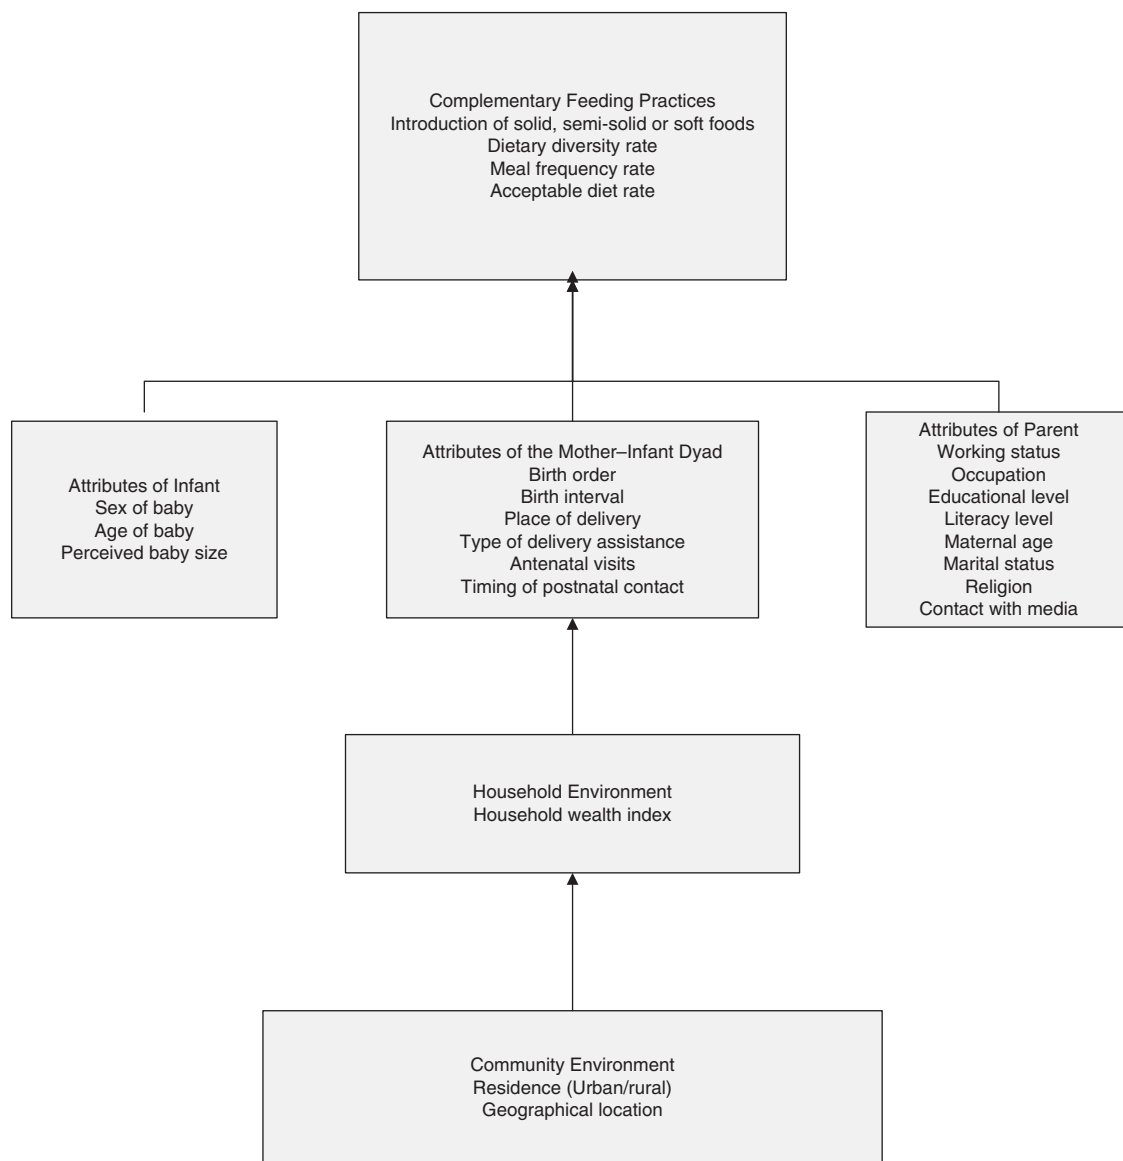 Complementary Feeding Practices
Introduction of solid, semi-solid or soft foods
Dietary diversity rate
Meal frequency rate
Acceptable diet rate
Attributes of Infant
Sex of baby
Age of baby
Perceived baby size
Attributes of the Mother–Infant Dyad
Birth order
Birth interval
Place of delivery
Type of delivery assistance
Antenatal visits
Timing of postnatal contact
Attributes of Parent
Working status
Occupation
Educational level
Literacy level
Maternal age
Marital status
Religion
Contact with media
Household Environment
Household wealth index
Community Environment
Residence (Urban/rural)
Geographical location